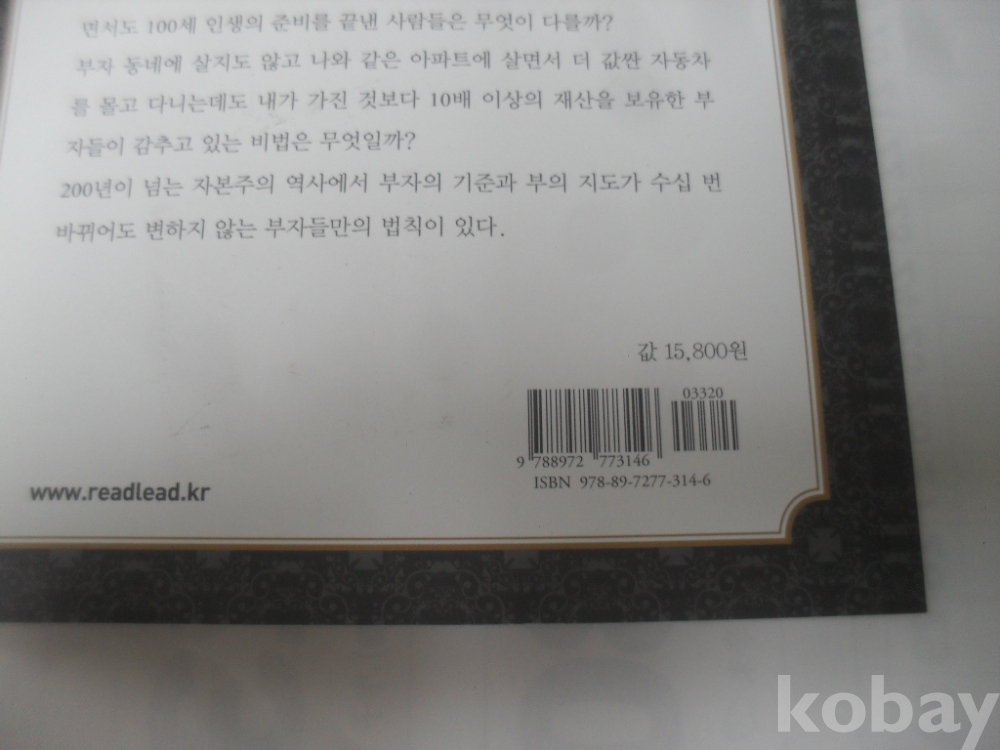 면서도 100세 인생의 준비를 끝낸 사람들은 무엇이 다를까?
부자 동네에 살지도 않고 나와 같은 아파트에 살면서 더 값싼 자동차
를 몰고 다니는데도 내가 가진 것보다 10배 이상의 재산을 보유한 부
자들이 감추고 있는 비법은 무엇일까?
200년이 넘는 자본주의 역사에서 부자의 기준과 부의 지도가 수십 번
바뀌어도 변하지 않는 부자들만의 법칙이 있다.
값 15,800원
03320
9 788972 773146
ISBN 978-89-7277-314-6
www.readlead.kr
kobay